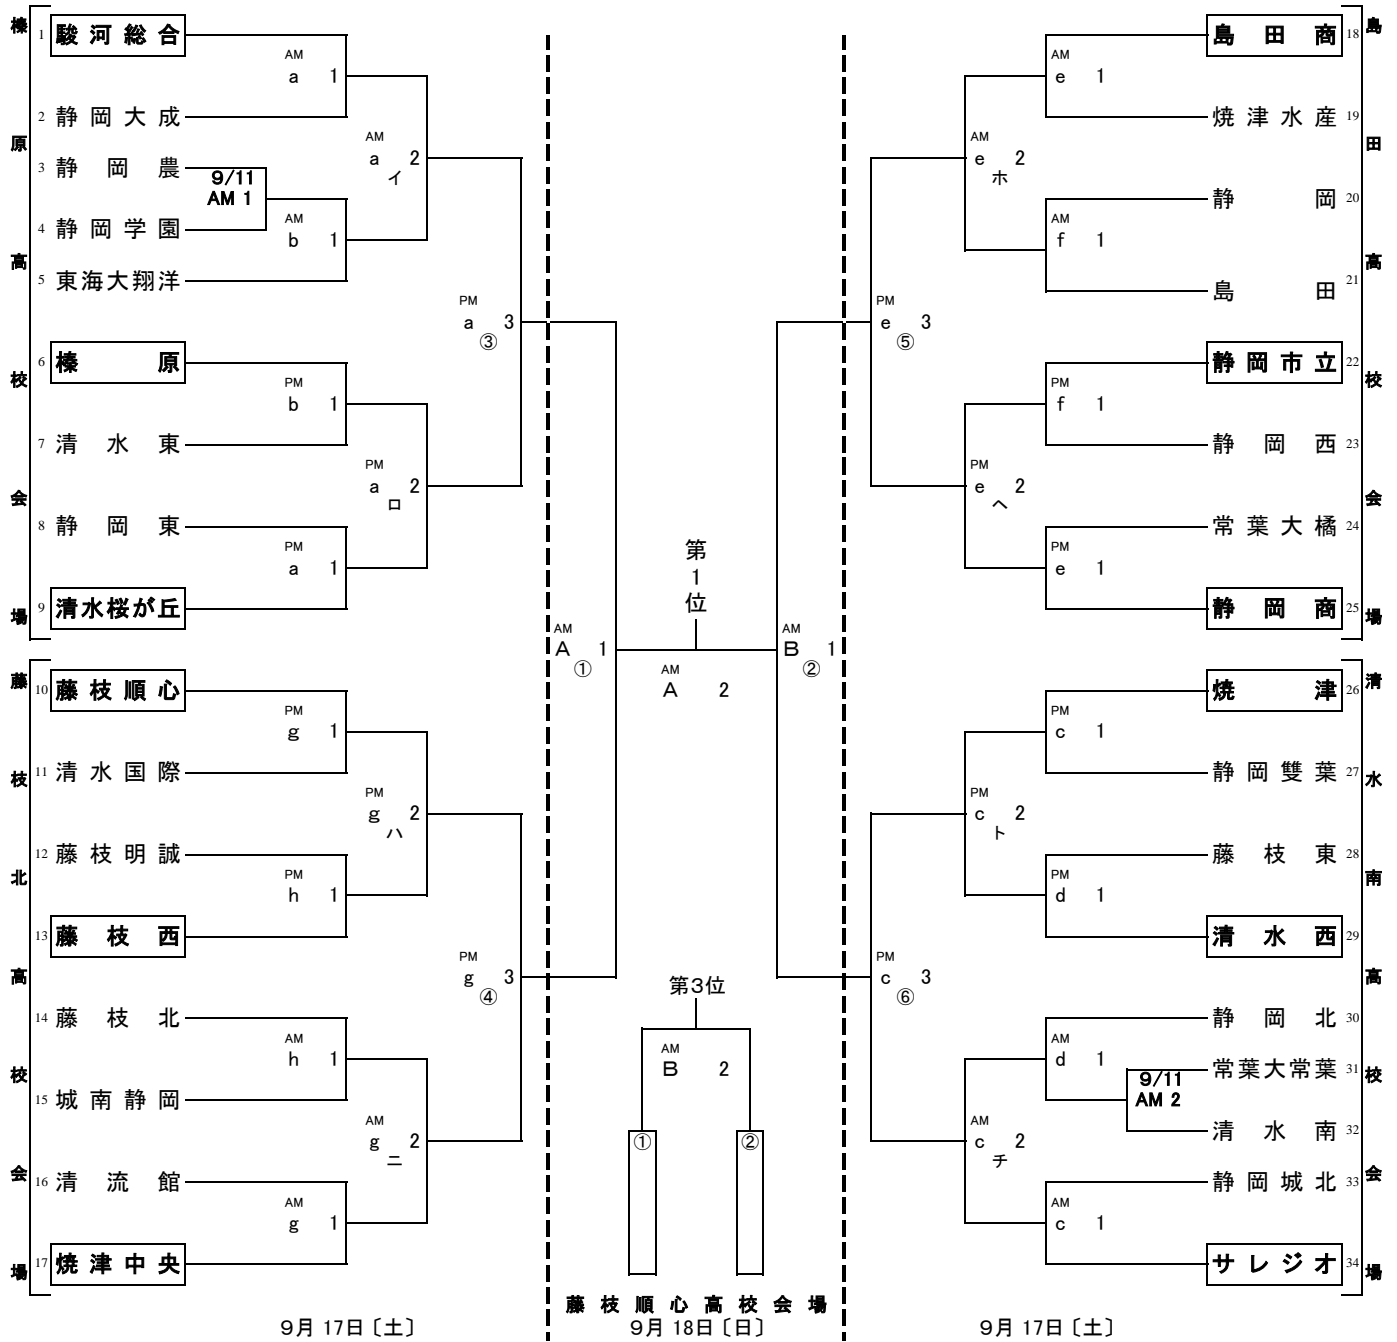 榛原高校会場
1 駿河総合
AM
a 1
2 静岡大成
AM
a 2
イ
3 静岡農
9/11
AM 1
4 静岡学園
AM
b 1
5 東海大翔洋
PM
a 3
③
6 榛原
PM
b 1
7 清水東
PM
a 2
ロ
8 静岡東
PM
a 1
9 清水桜が丘
藤枝北高校会場
10 藤枝順心
PM
g 1
11 清水国際
PM
g 2
ハ
12 藤枝明誠
PM
h 1
13 藤枝西
PM
g 3
④
14 藤枝北
AM
h 1
15 城南静岡
AM
g 2
ニ
16 清流館
AM
g 1
17 焼津中央
9月 17日〔土〕
第1位
AM
A 1
①
AM
A 2
AM
B 1
②
第3位
AM
B 2
①
②
藤枝順心高校会場
9月 18日〔日〕
島田高校会場
島田商 18
AM
e 1
焼津水産 19
AM
e 2
ホ
静岡 20
AM
f 1
島田 21
PM
e 3
⑤
静岡市立 22
PM
f 1
静岡西 23
PM
e 2
ヘ
常葉大橘 24
PM
e 1
静岡商 25
清水南高校会場
焼津 26
PM
c 1
静岡雙葉 27
PM
c 2
ト
藤枝東 28
PM
d 1
清水西 29
PM
c 3
⑥
静岡北 30
AM
d 1
常葉大常葉 31
9/11
AM 2
清水南 32
AM
c 2
チ
静岡城北 33
AM
c 1
サレジオ 34
9月 17日〔土〕